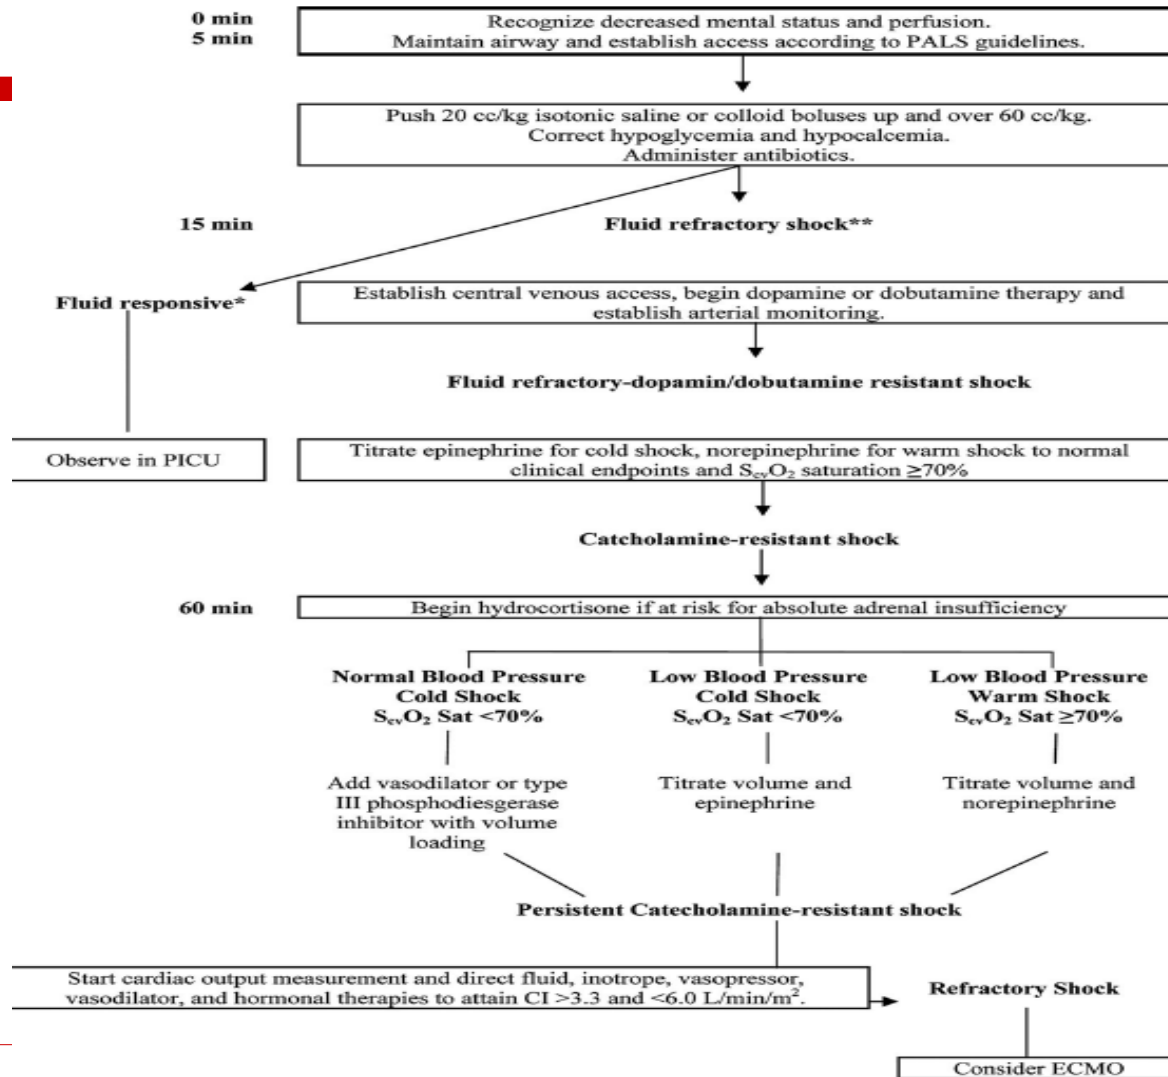 0 min
5 min
Recognize decreased mental status and perfusion.
Maintain airway and establish access according to PALS guidelines.
Push 20 cc/kg isotonic saline or colloid boluses up and over 60 cc/kg.
Correct hypoglycemia and hypocalcemia.
Administer antibiotics.
15 min
Fluid refractory shock**
Fluid responsive*
Establish central venous access, begin dopamine or dobutamine therapy and
establish arterial monitoring.
Fluid refractory-dopamin/dobutamine resistant shock
Observe in PICU
Titrate epinephrine for cold shock, norepinephrine for warm shock to normal
clinical endpoints and ScvO2 saturation ≥70%
Catcholamine-resistant shock
60 min
Begin hydrocortisone if at risk for absolute adrenal insufficiency
Normal Blood Pressure
Cold Shock
ScvO2 Sat <70%
Low Blood Pressure
Cold Shock
ScvO2 Sat <70%
Low Blood Pressure
Warm Shock
ScvO2 Sat ≥70%
Add vasodilator or type
III phosphodiesgerase
inhibitor with volume
loading
Titrate volume and
epinephrine
Titrate volume and
norepinephrine
Persistent Catecholamine-resistant shock
Start cardiac output measurement and direct fluid, inotrope, vasopressor,
vasodilator, and hormonal therapies to attain CI >3.3 and <6.0 L/min/m².
Refractory Shock
Consider ECMO